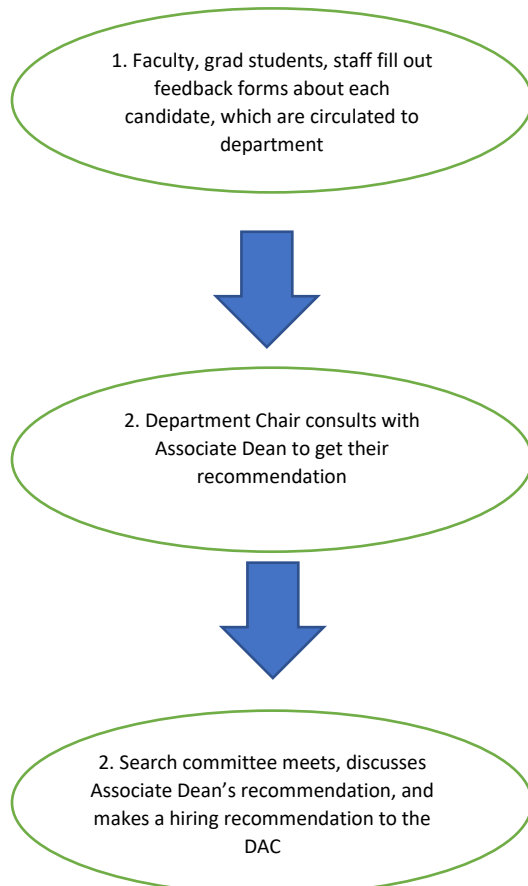 1. Faculty, grad students, staff fill out
feedback forms about each
candidate, which are circulated to
department
2. Department Chair consults with
Associate Dean to get their
recommendation
2. Search committee meets, discusses
Associate Dean’s recommendation, and
makes a hiring recommendation to the
DAC